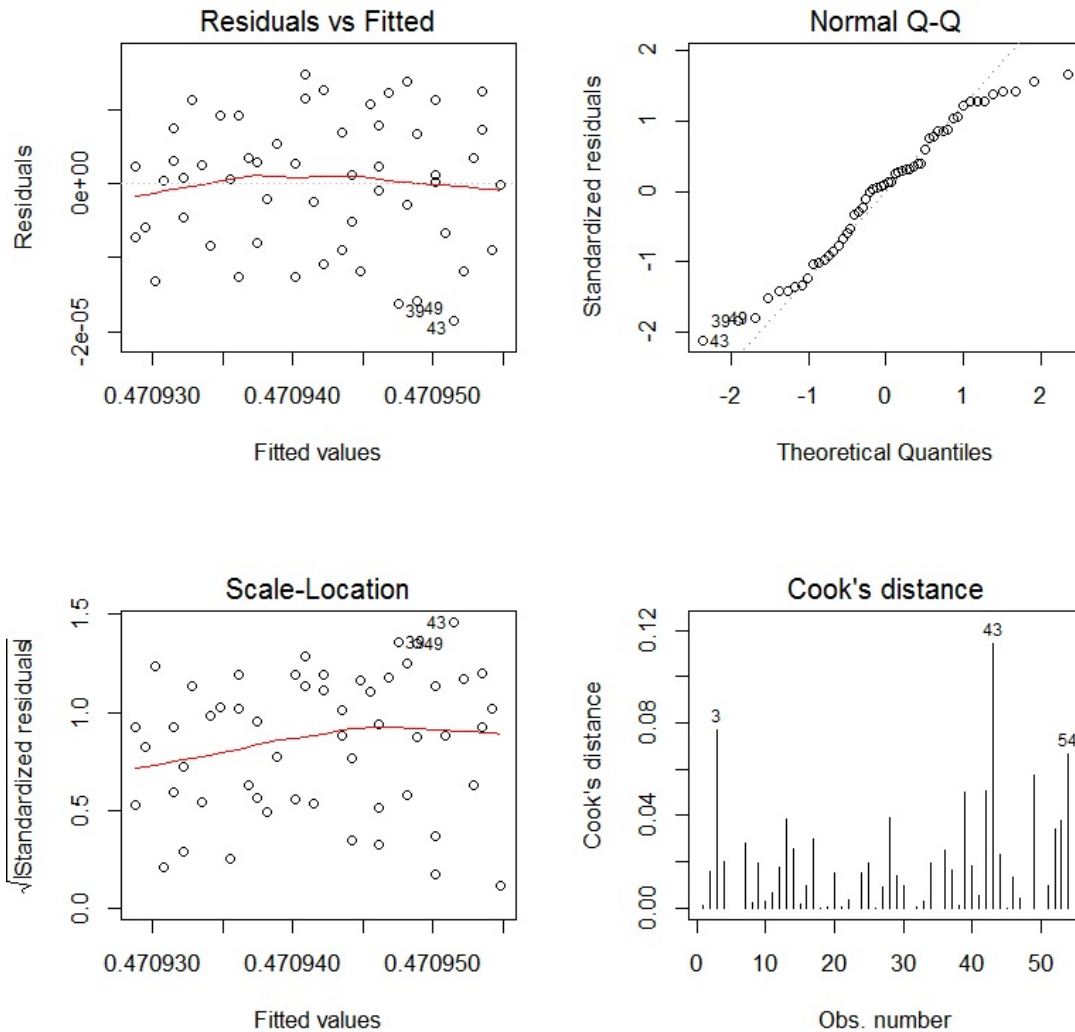 Residuals vs Fitted
Residuals
0e+00
-2e-05
39
49
43
0.470930 0.470940 0.470950
Fitted values
Normal Q-Q
Standardized residuals
2
1
0
-1
-2
39
49
43
-2 -1 0 1 2
Theoretical Quantiles
Scale-Location
√|Standardized residuals|
1.5
1.0
0.5
0.0
43
39
49
0.470930 0.470940 0.470950
Fitted values
Cook's distance
Cook's distance
0.12
0.08
0.04
0.00
3
43
54
0 10 20 30 40 50
Obs. number